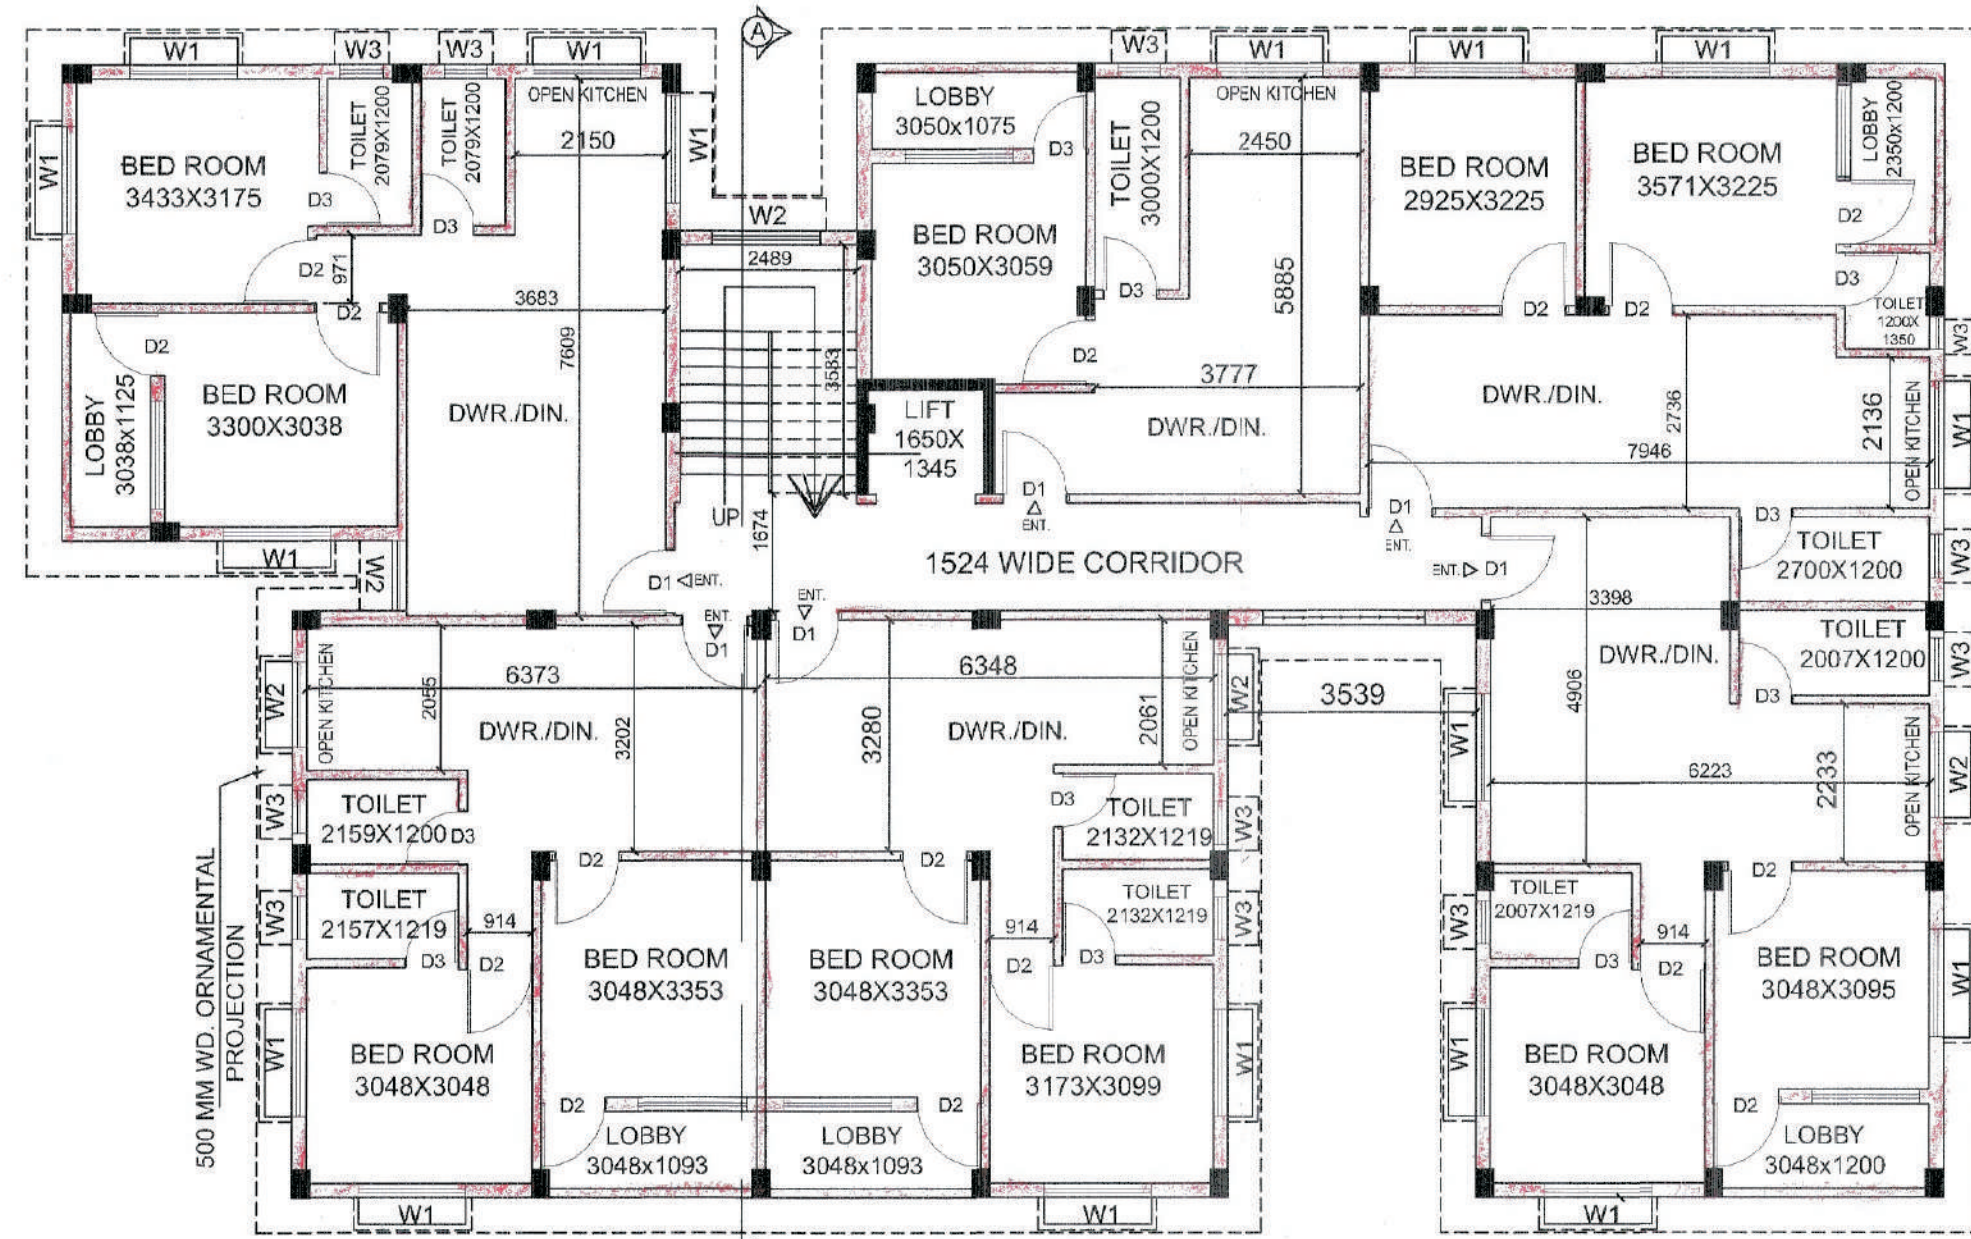 A
W1
W3
W3
W1
W3
W1
W1
W1
OPEN KITCHEN
2150
TOILET
2079X1200
TOILET
2079X1200
W1
W1
BED ROOM
3433X3175
D3
D3
D2
971
D2
3683
7609
W2
2489
3583
LOBBY
3050x1075
D3
TOILET
3000X1200
OPEN KITCHEN
2450
BED ROOM
3050X3059
D3
5885
D2
3777
BED ROOM
2925X3225
D2
BED ROOM
3571X3225
D2
LOBBY
2350x1200
D2
D3
TOILET
1200X
1350
W3
D2
LOBBY
3038x1125
BED ROOM
3300X3038
DWR./DIN.
LIFT
1650X
1345
DWR./DIN.
DWR./DIN.
2736
2136
OPEN KITCHEN
W1
7946
W1
W2
UP
1674
D1
ENT.
D1
ENT.
1524 WIDE CORRIDOR
D1 ENT.
ENT.
D1
ENT.
D1
ENT. D1
D3
TOILET
2700X1200
W3
3398
TOILET
2007X1200
W3
D3
DWR./DIN.
4906
6223
2233
OPEN KITCHEN
W2
W1
W2
OPEN KITCHEN
6373
2055
DWR./DIN.
3202
6348
3280
DWR./DIN.
2061
OPEN KITCHEN
W2
3539
W3
TOILET
2159X1200
D3
D3
TOILET
2132X1219
W3
W3
TOILET
2157X1219
D3
914
D2
D2
D2
914
D2
TOILET
2132X1219
D3
W3
W3
TOILET
2007X1219
D3
914
D2
D2
BED ROOM
3048X3353
BED ROOM
3048X3353
BED ROOM
3048X3095
W1
500 MM WD. ORNAMENTAL
PROJECTION
W1
BED ROOM
3048X3048
BED ROOM
3173X3099
W1
W1
BED ROOM
3048X3048
D2
D2
D2
LOBBY
3048x1093
LOBBY
3048x1093
LOBBY
3048x1200
W1
W1
W1